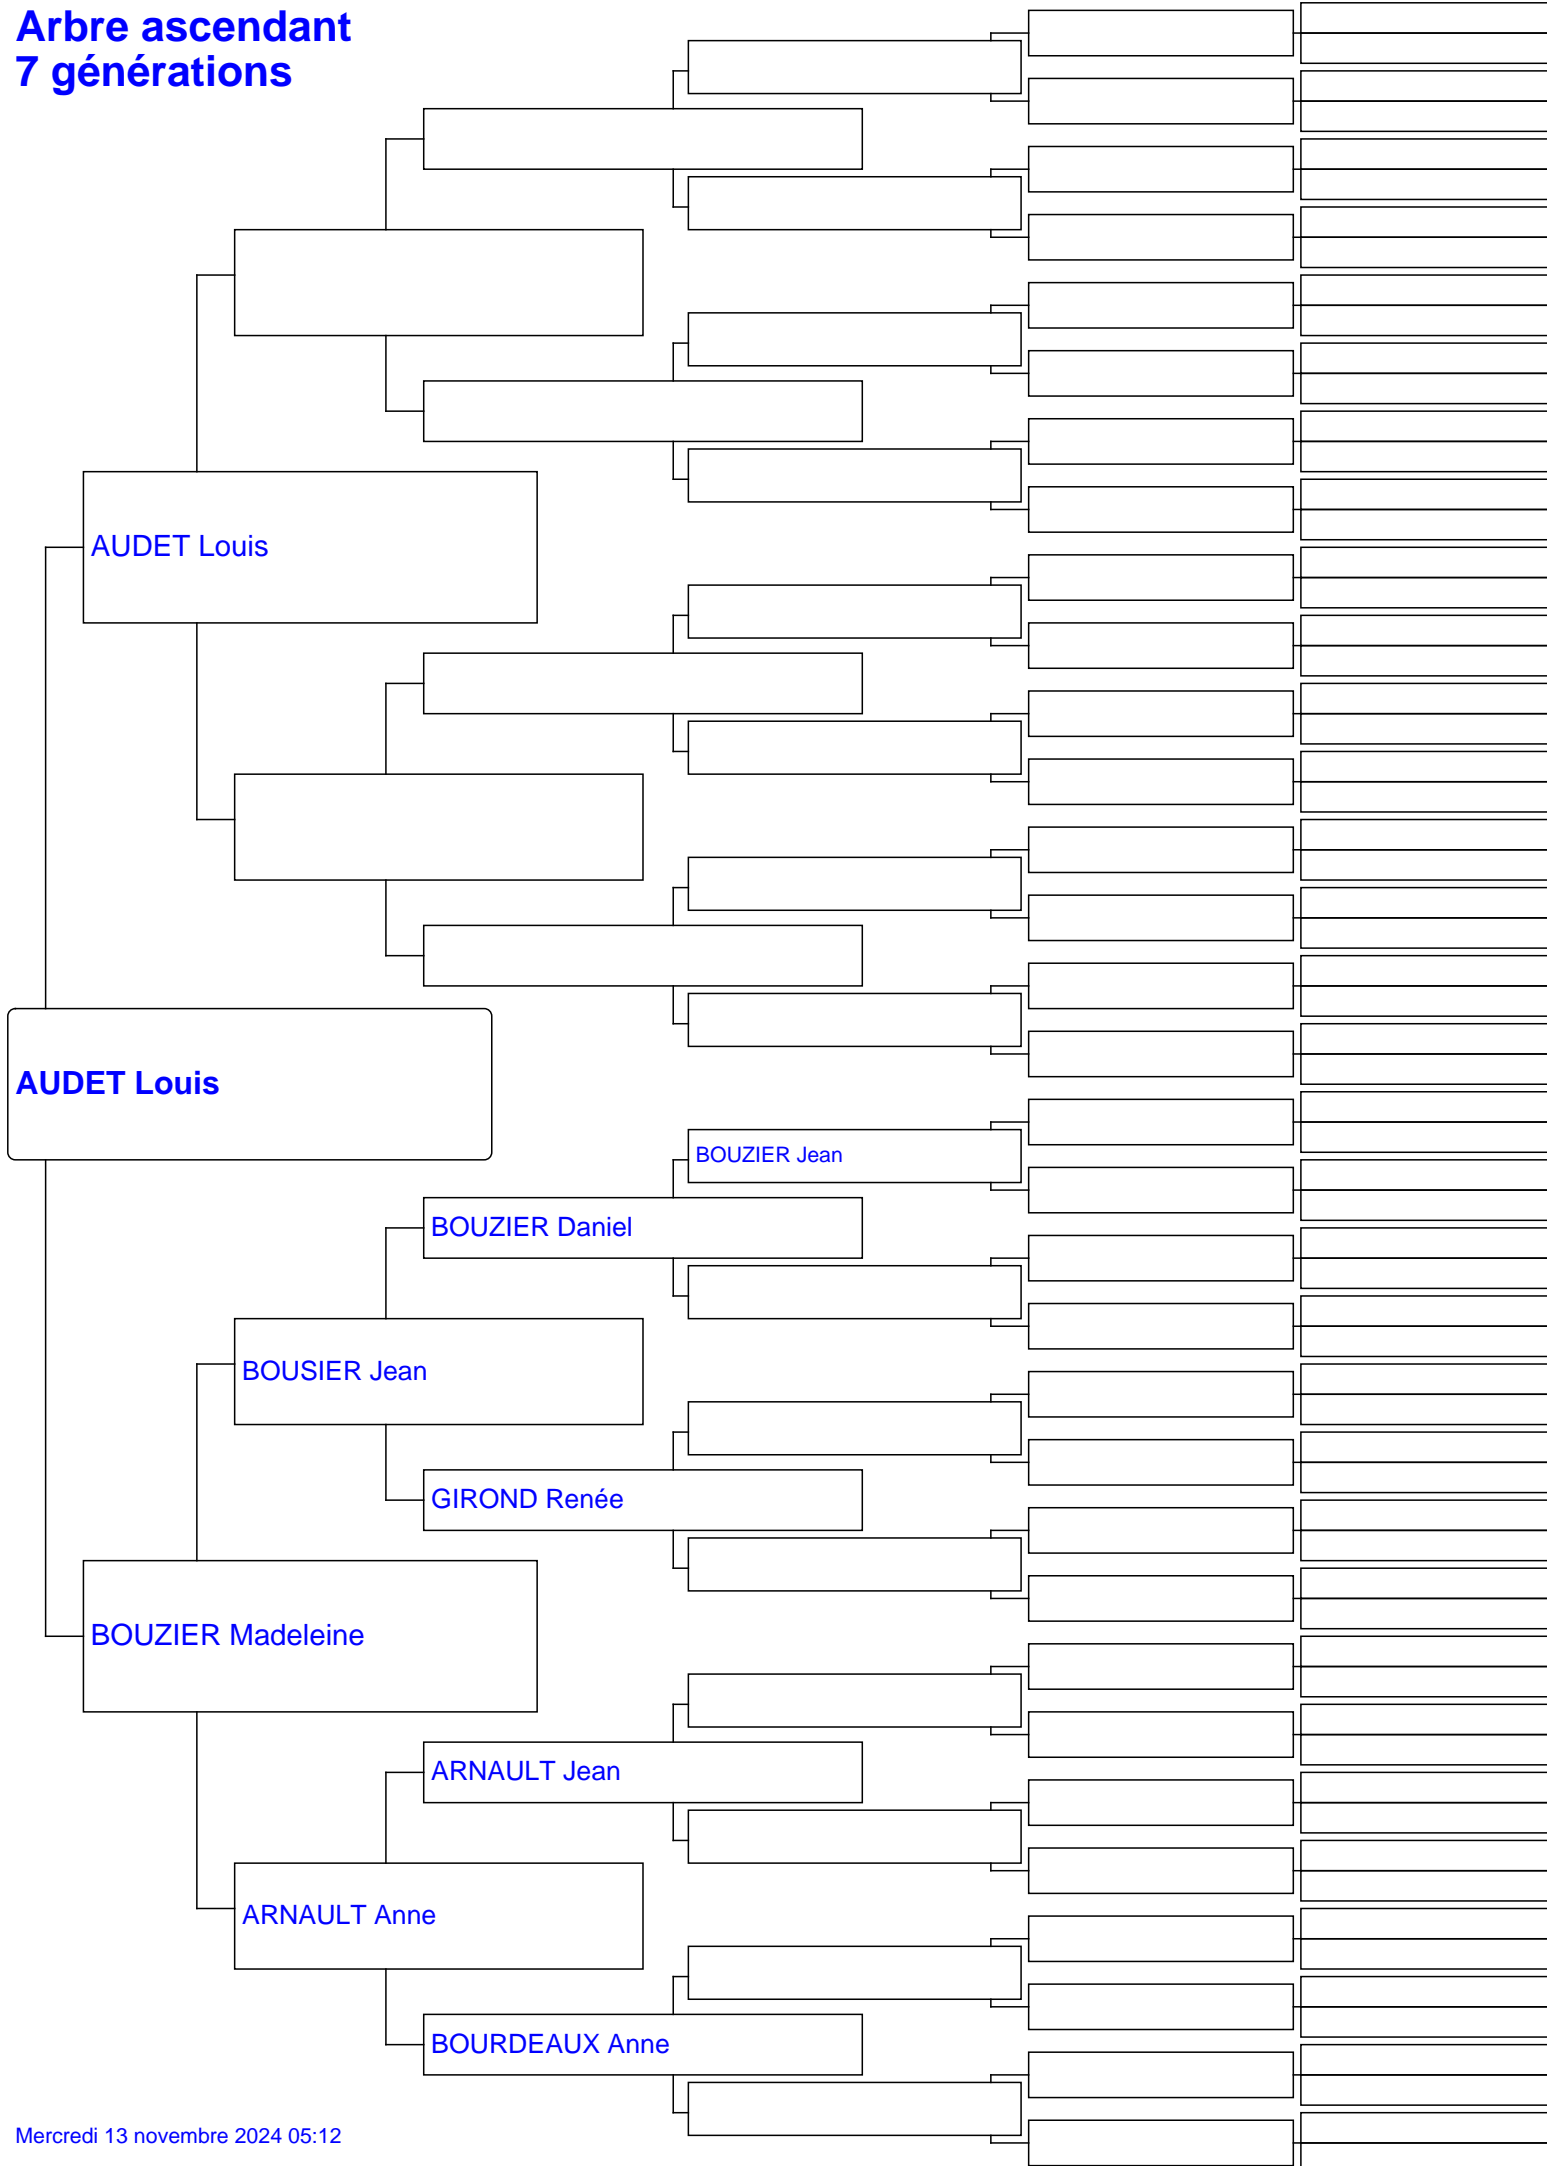 Arbre ascendant
7 générations
AUDET Louis
AUDET Louis
BOUZIER Jean
BOUZIER Daniel
BOUSIER Jean
GIROND Renée
BOUZIER Madeleine
ARNAULT Jean
ARNAULT Anne
BOURDEAUX Anne
Mercredi 13 novembre 2024 05:12